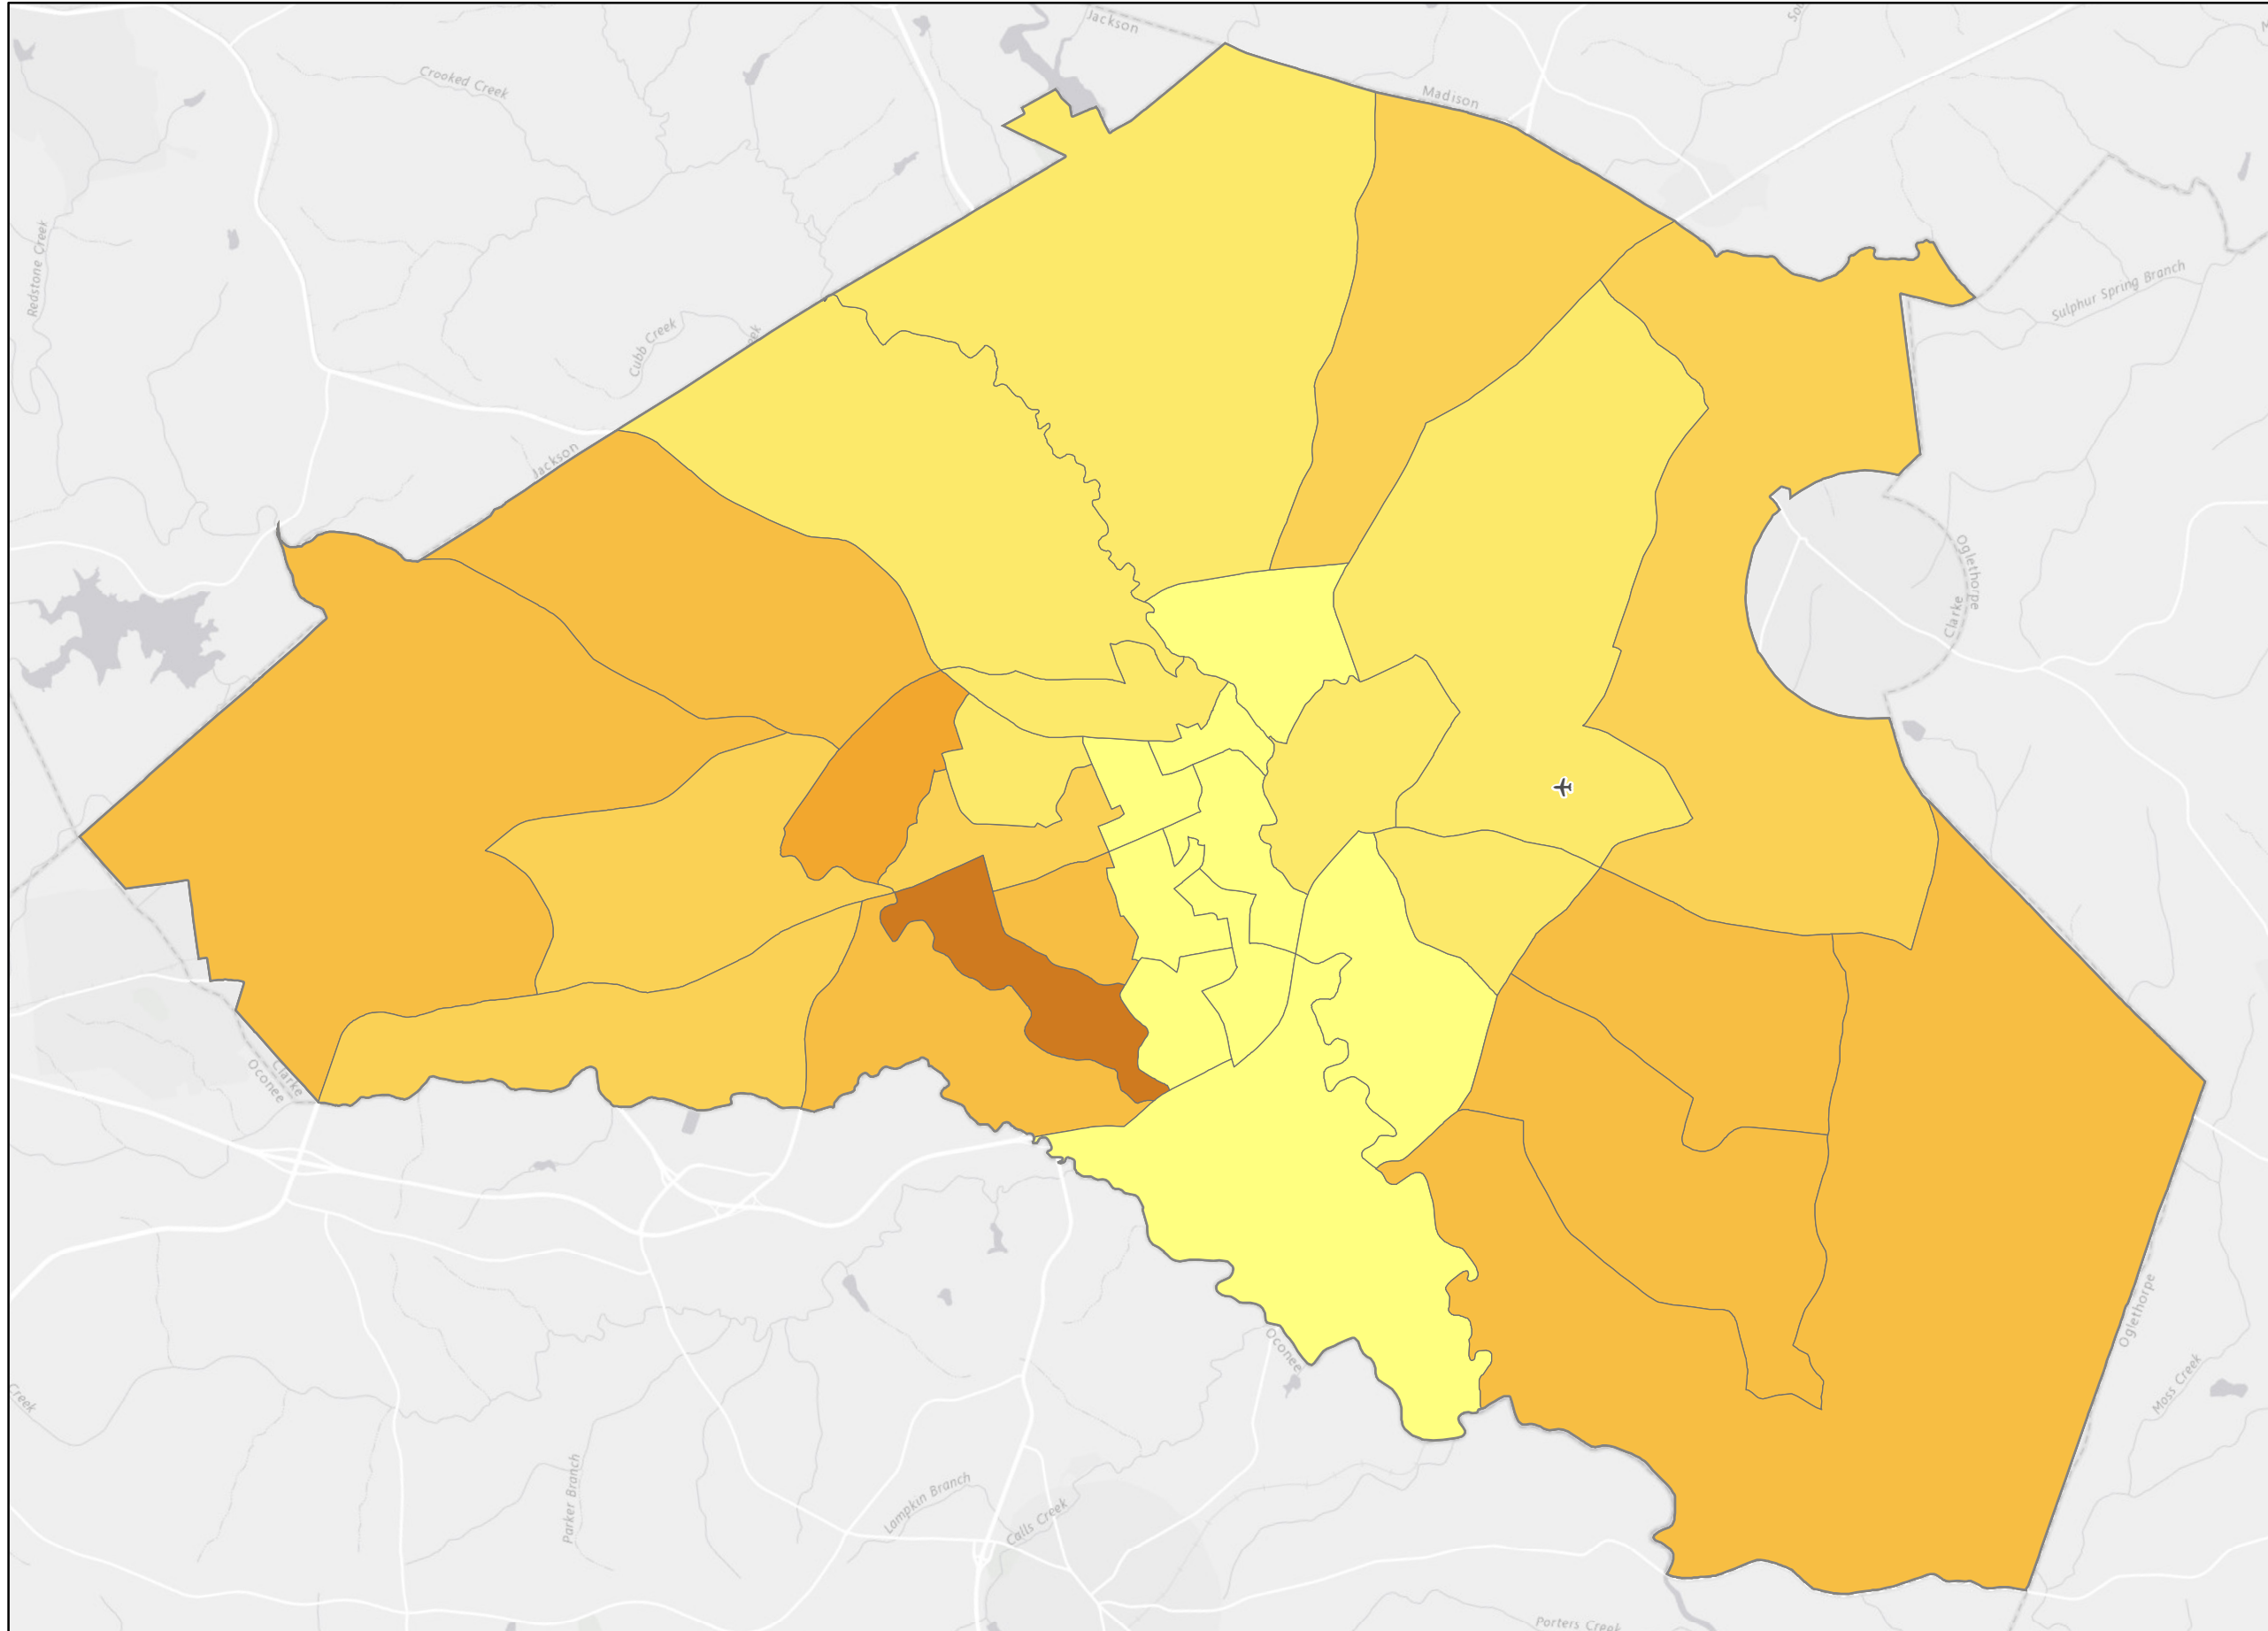 Jackson
Crooked Creek
Madison
Redstone Creek
Sulphur Spring Branch
Cubb Creek
Jackson
Oglethorpe
Clarke
Clarke
Oconee
Oglethorpe
Oconee
Moss Creek
Creek
Parker Branch
Lampkin Branch
Calls Creek
Porters Creek